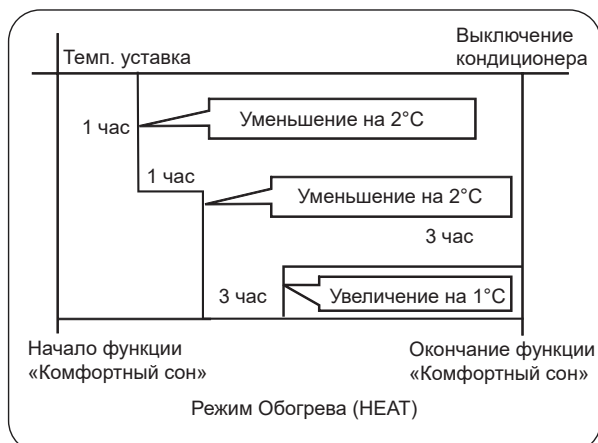 Темп. уставка
Выключение
кондиционера
1 час
Уменьшение на 2°C
1 час
Уменьшение на 2°C
3 час
3 час
Увеличение на 1°C
Начало функции
«Комфортный сон»
Окончание функции
«Комфортный сон»
Режим Обогрева (HEAT)